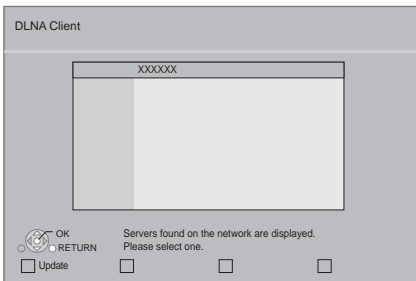 DLNA Client
XXXXXX
OK
RETURN
Servers found on the network are displayed.
Please select one.
Update